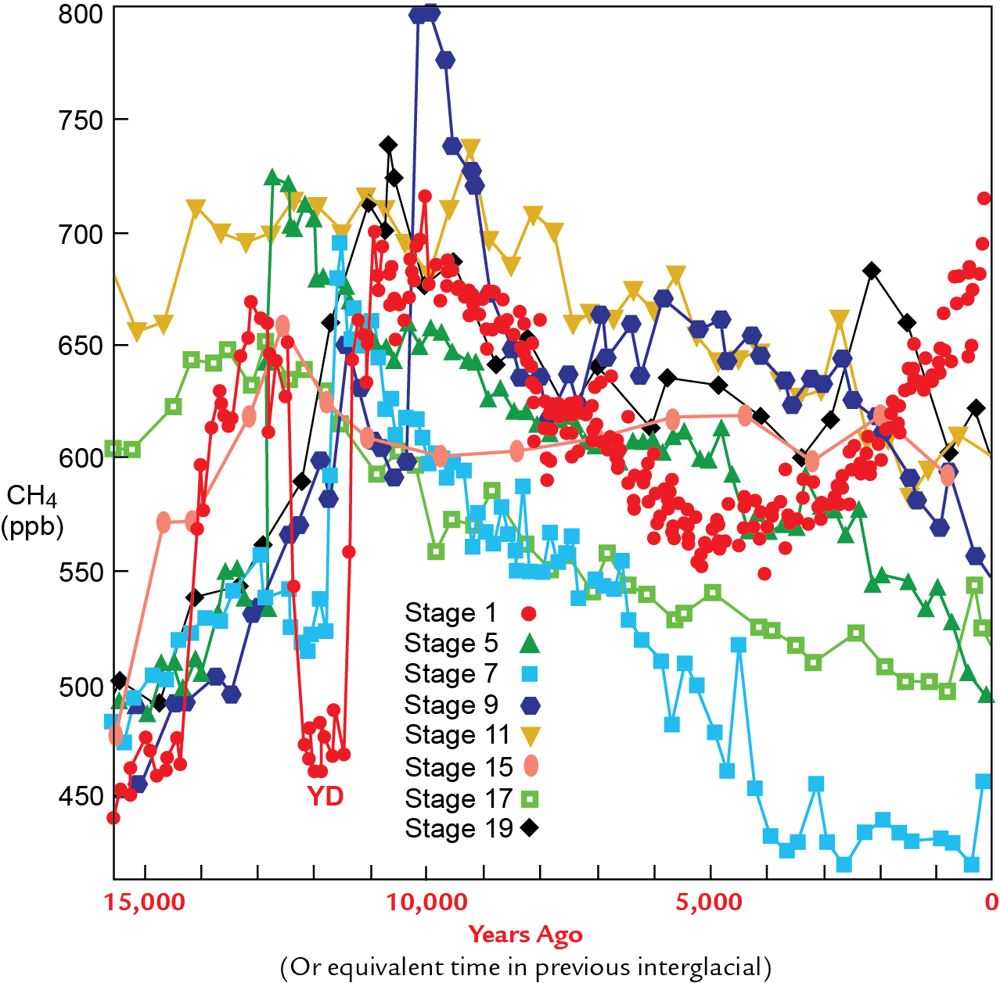 800
750
700
650
600
CH4
(ppb)
550
500
450
Stage 1
Stage 5
Stage 7
Stage 9
Stage 11
Stage 15
Stage 17
Stage 19
YD
15,000 10,000 5,000 0
Years Ago
(Or equivalent time in previous interglacial)